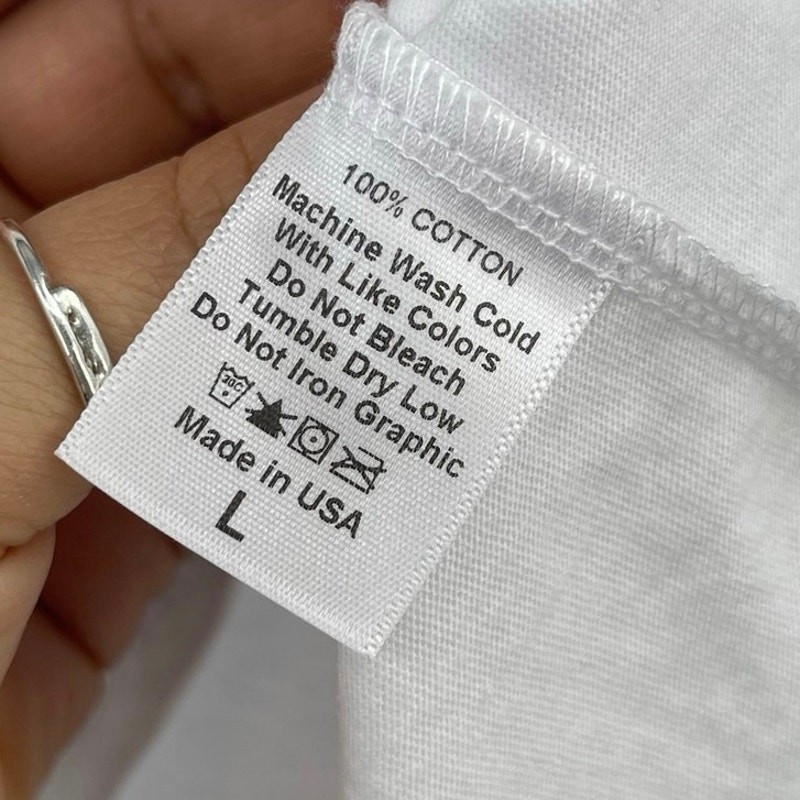 100% COTTON
Machine Wash Cold
With Like Colors
Do Not Bleach
Tumble Dry Low
Do Not Iron Graphic
30C
Made in USA
L